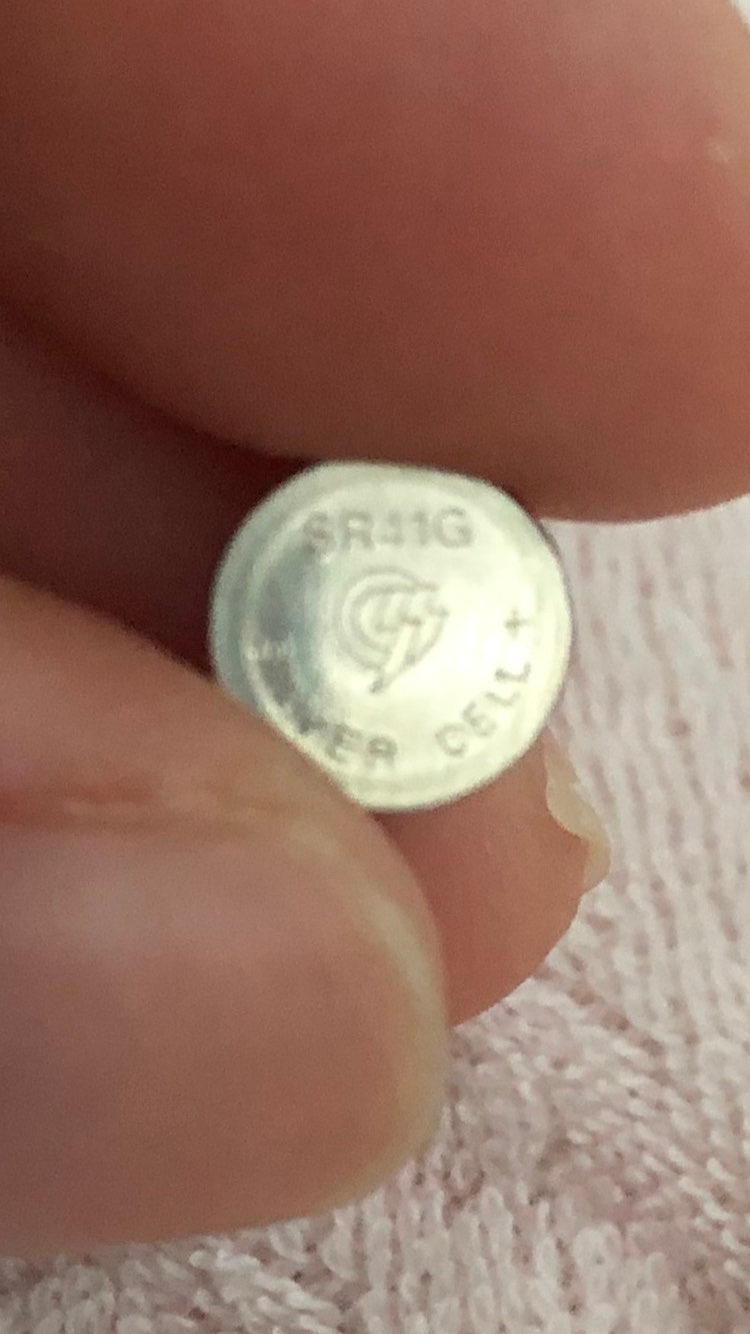 SR41G
CELL +